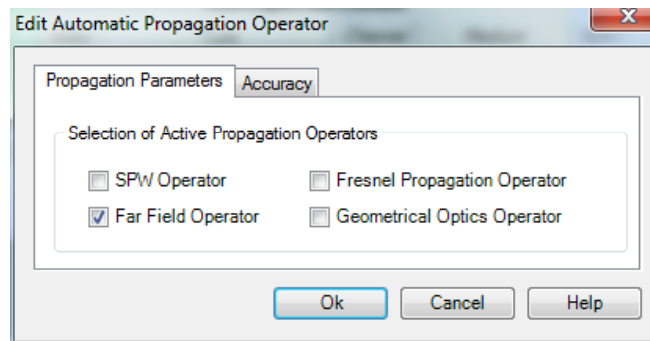 Edit Automatic Propagation Operator
Propagation Parameters Accuracy
Selection of Active Propagation Operators
SPW Operator Fresnel Propagation Operator
Far Field Operator Geometrical Optics Operator
Ok Cancel Help